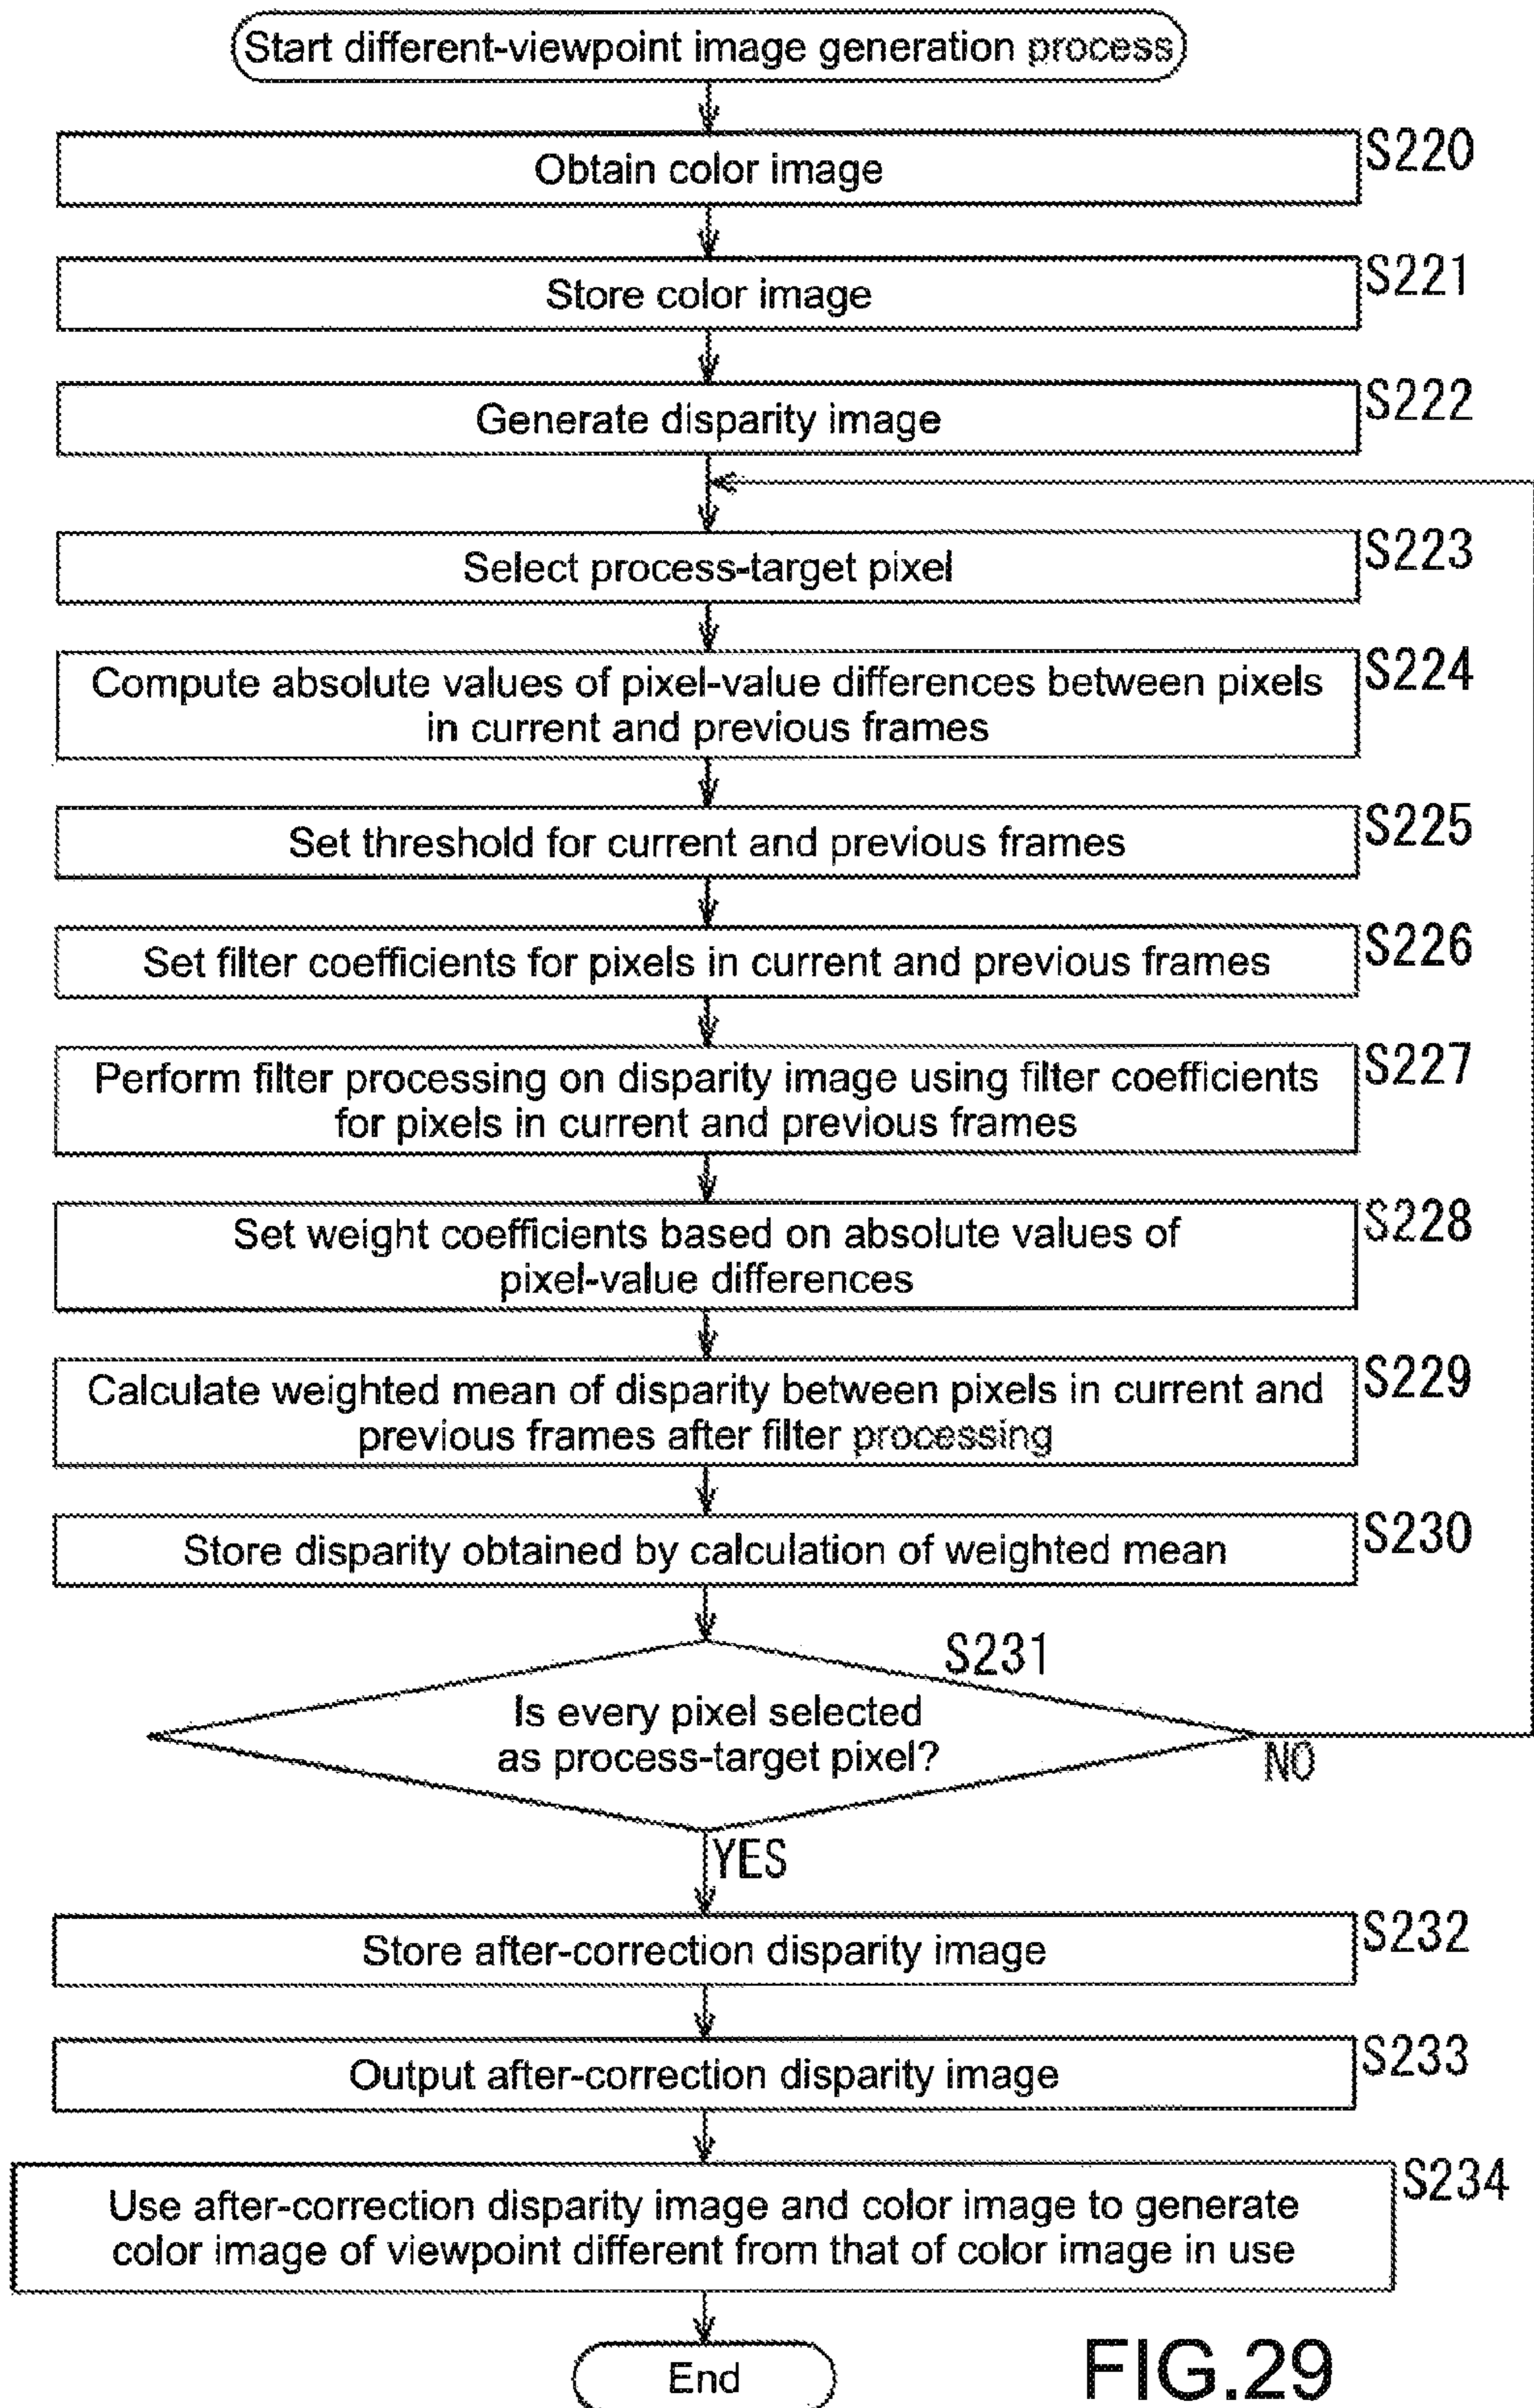 Start different-viewpoint image generation process
S220
Obtain color image
S221
Store color image
S222
Generate disparity image
S223
Select process-target pixel
S224
Compute absolute values of pixel-value differences between pixels
in current and previous frames
S225
Set threshold for current and previous frames
S226
Set filter coefficients for pixels in current and previous frames
S227
Perform filter processing on disparity image using filter coefficients
for pixels in current and previous frames
S228
Set weight coefficients based on absolute values of
pixel-value differences
S229
Calculate weighted mean of disparity between pixels in current and
previous frames after filter processing
S230
Store disparity obtained by calculation of weighted mean
S231
Is every pixel selected
as process-target pixel?
NO
YES
S232
Store after-correction disparity image
S233
Output after-correction disparity image
S234
Use after-correction disparity image and color image to generate
color image of viewpoint different from that of color image in use
End
FIG.29